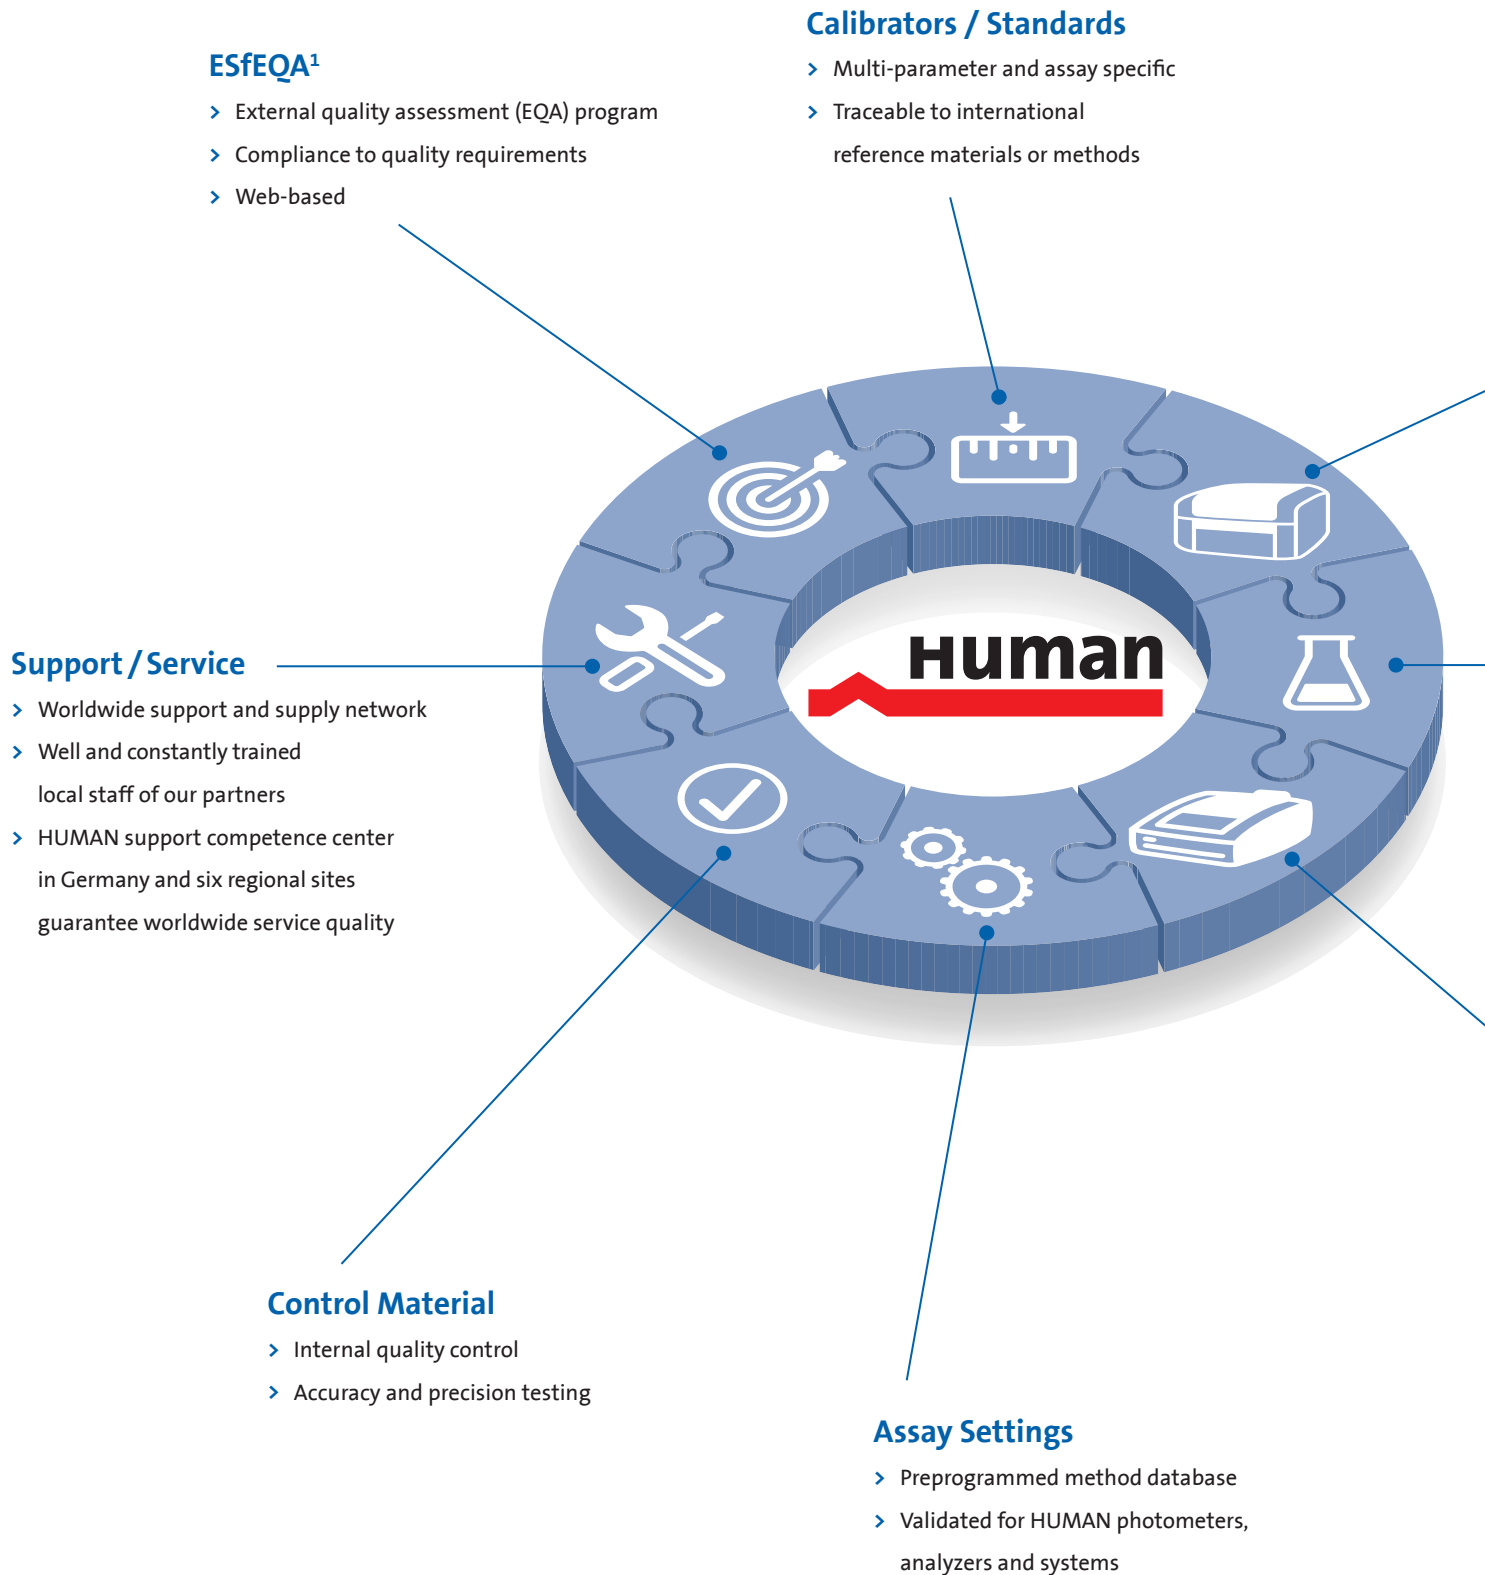 Calibrators / Standards
> Multi-parameter and assay specific
> Traceable to international
reference materials or methods
ESfEQA¹
> External quality assessment (EQA) program
> Compliance to quality requirements
> Web-based
Human
Support / Service
> Worldwide support and supply network
> Well and constantly trained
local staff of our partners
> HUMAN support competence center
in Germany and six regional sites
guarantee worldwide service quality
Control Material
> Internal quality control
> Accuracy and precision testing
Assay Settings
> Preprogrammed method database
> Validated for HUMAN photometers,
analyzers and systems